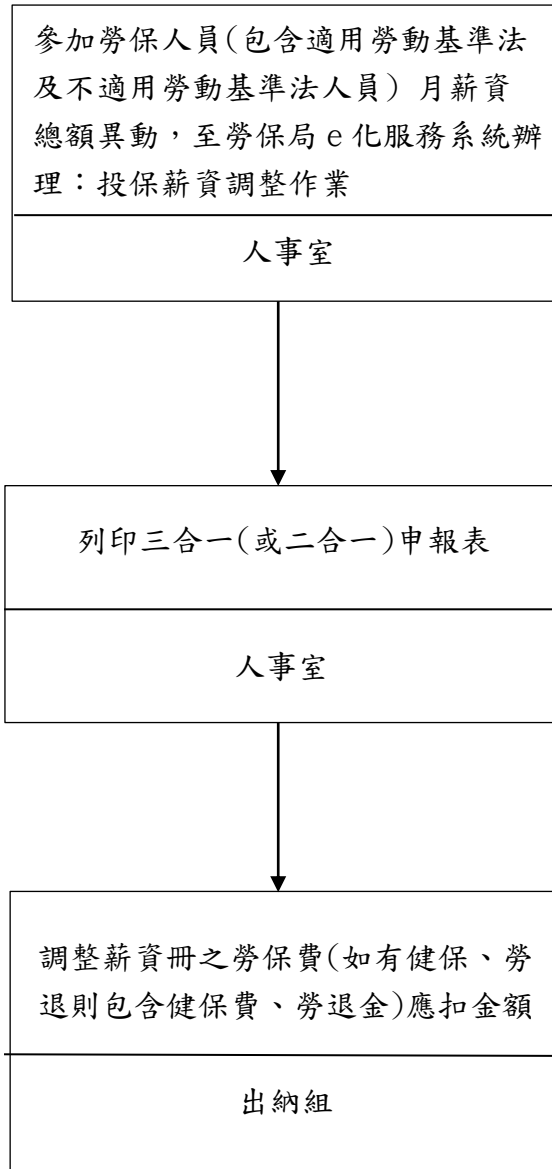 參加勞保人員(包含適用勞動基準法
及不適用勞動基準法人員) 月薪資
總額異動，至勞保局 e 化服務系統辦
理：投保薪資調整作業
人事室
列印三合一(或二合一)申報表
人事室
調整薪資冊之勞保費(如有健保、勞
退則包含健保費、勞退金)應扣金額
出納組